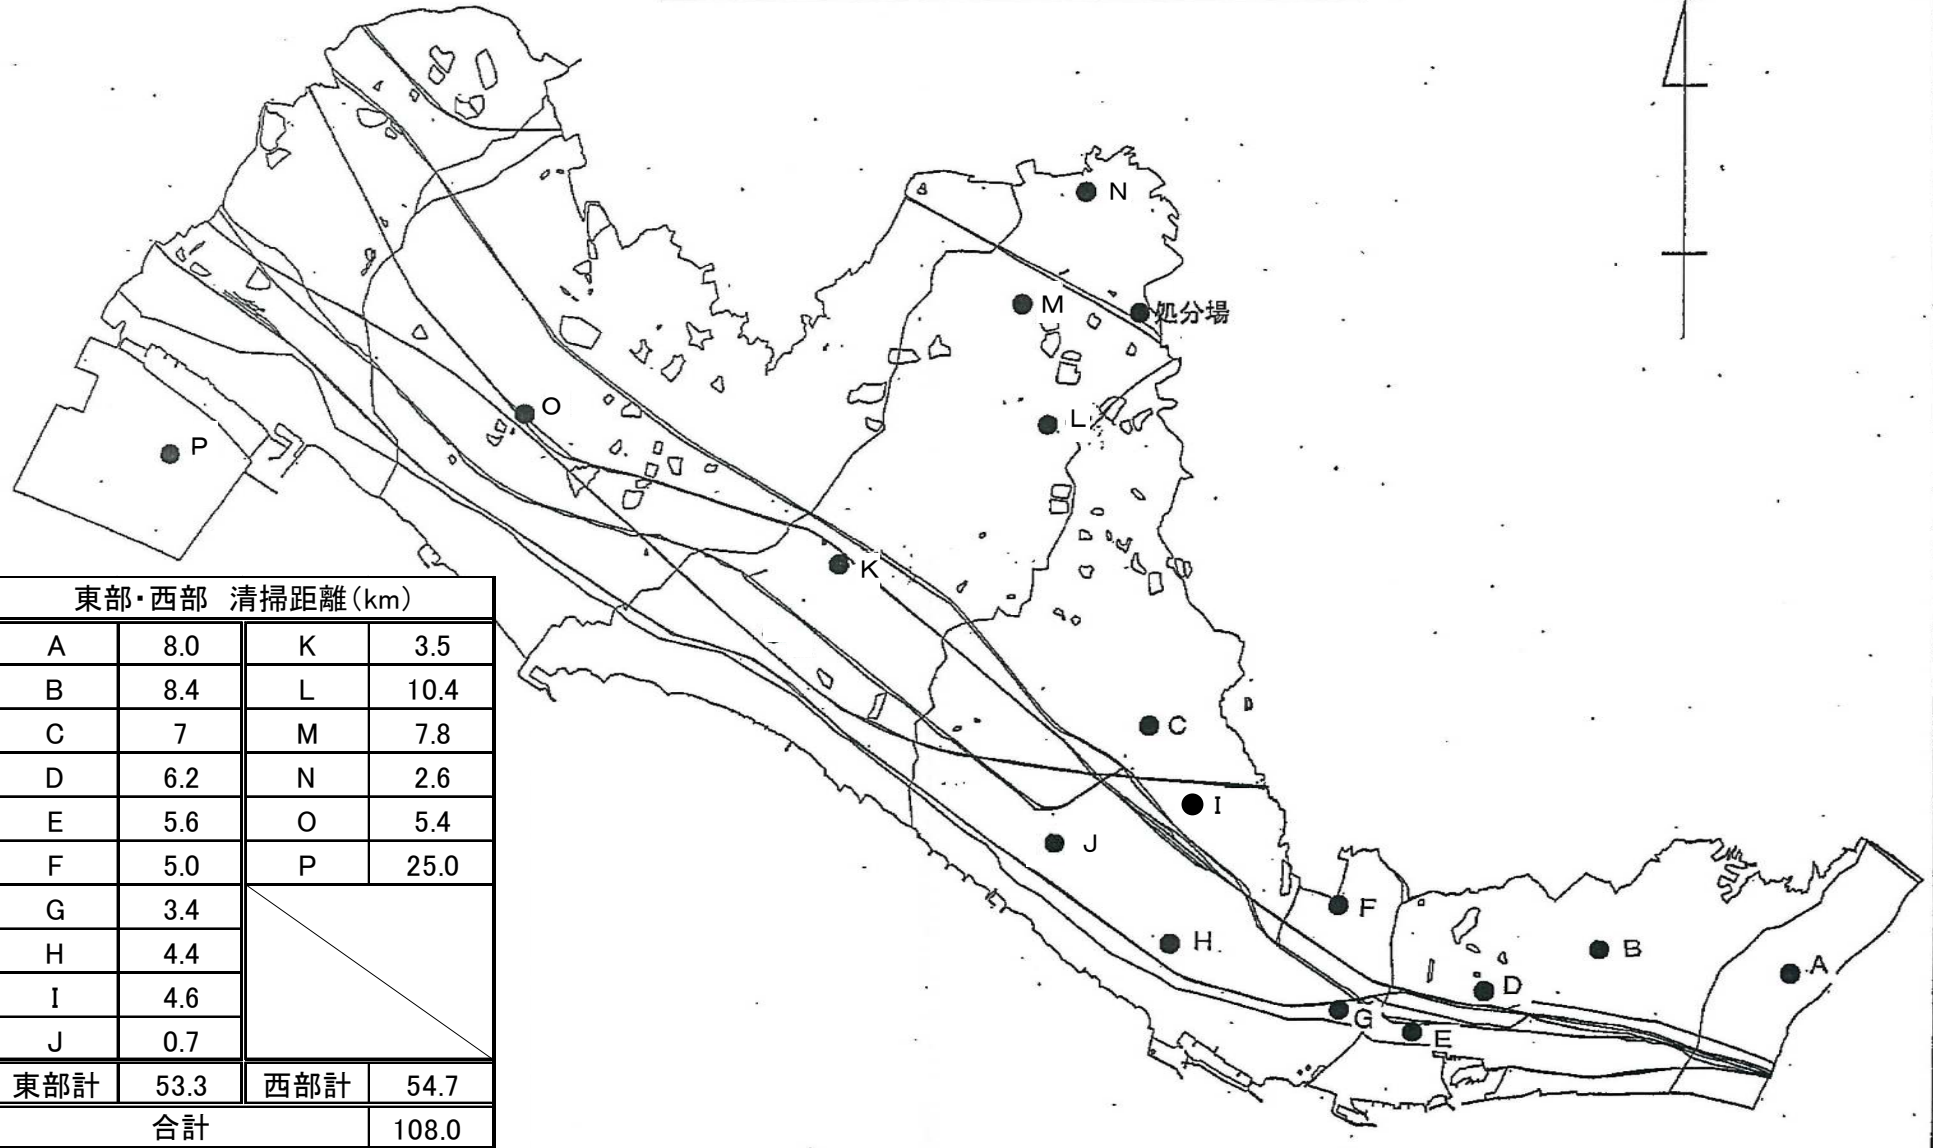 N
M
処分場
L
O
P
K
C
I
J
F
H
B
A
D
G
E
東部・西部 清掃距離(km)
A 8.0 K 3.5
B 8.4 L 10.4
C 7 M 7.8
D 6.2 N 2.6
E 5.6 O 5.4
F 5.0 P 25.0
G 3.4
H 4.4
I 4.6
J 0.7
東部計 53.3 西部計 54.7
合計 108.0